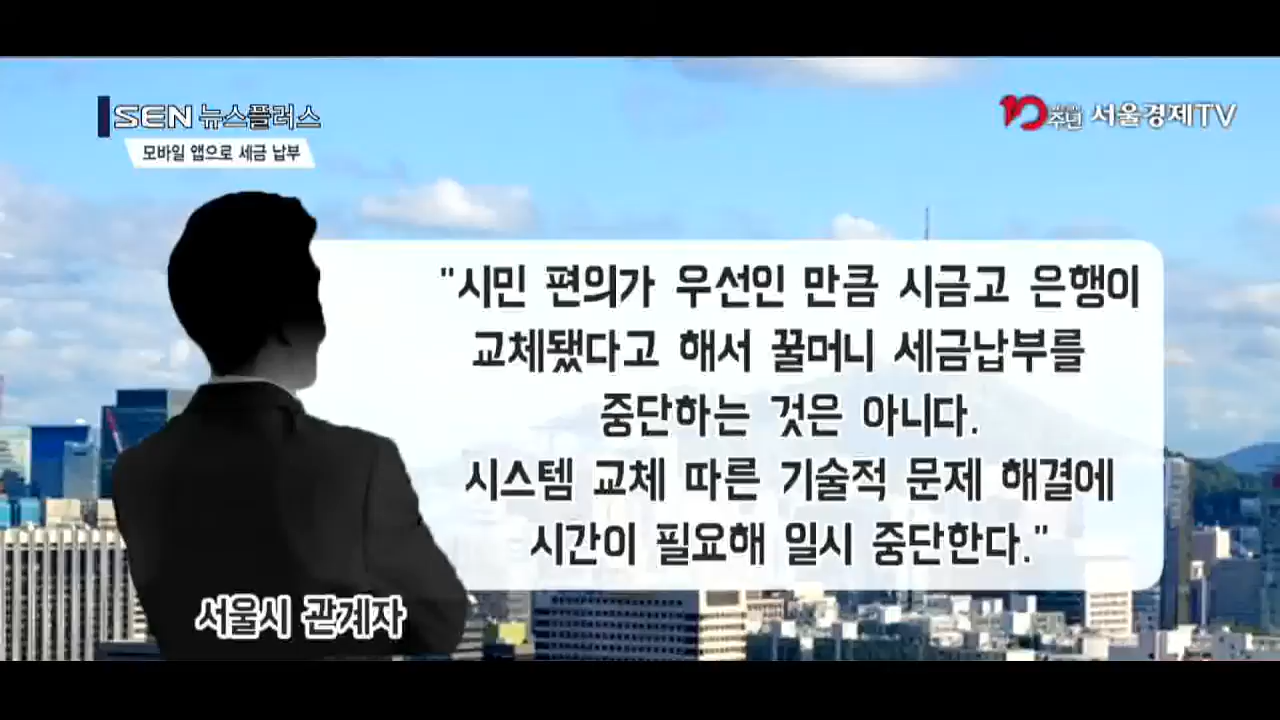 SEN 뉴스플러스
모바일 앱으로 세금 납부
10주년 서울경제TV
"시민 편의가 우선인 만큼 시금고 은행이
교체됐다고 해서 꿀머니 세금납부를
중단하는 것은 아니다.
시스템 교체 따른 기술적 문제 해결에
시간이 필요해 일시 중단한다."
서울시 관계자